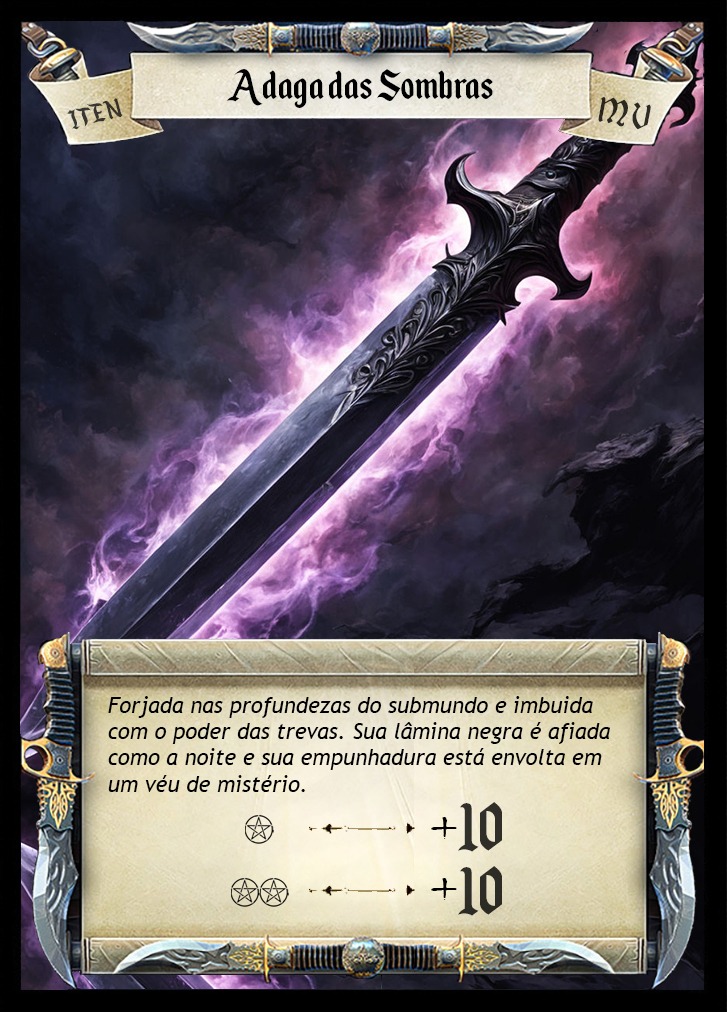 Adaga das Sombras
ITEN
MU
Forjada nas profundezas do submundo e imbuida
com o poder das trevas. Sua lâmina negra é afiada
como a noite e sua empunhadura está envolta em
um véu de mistério.
+10
+10